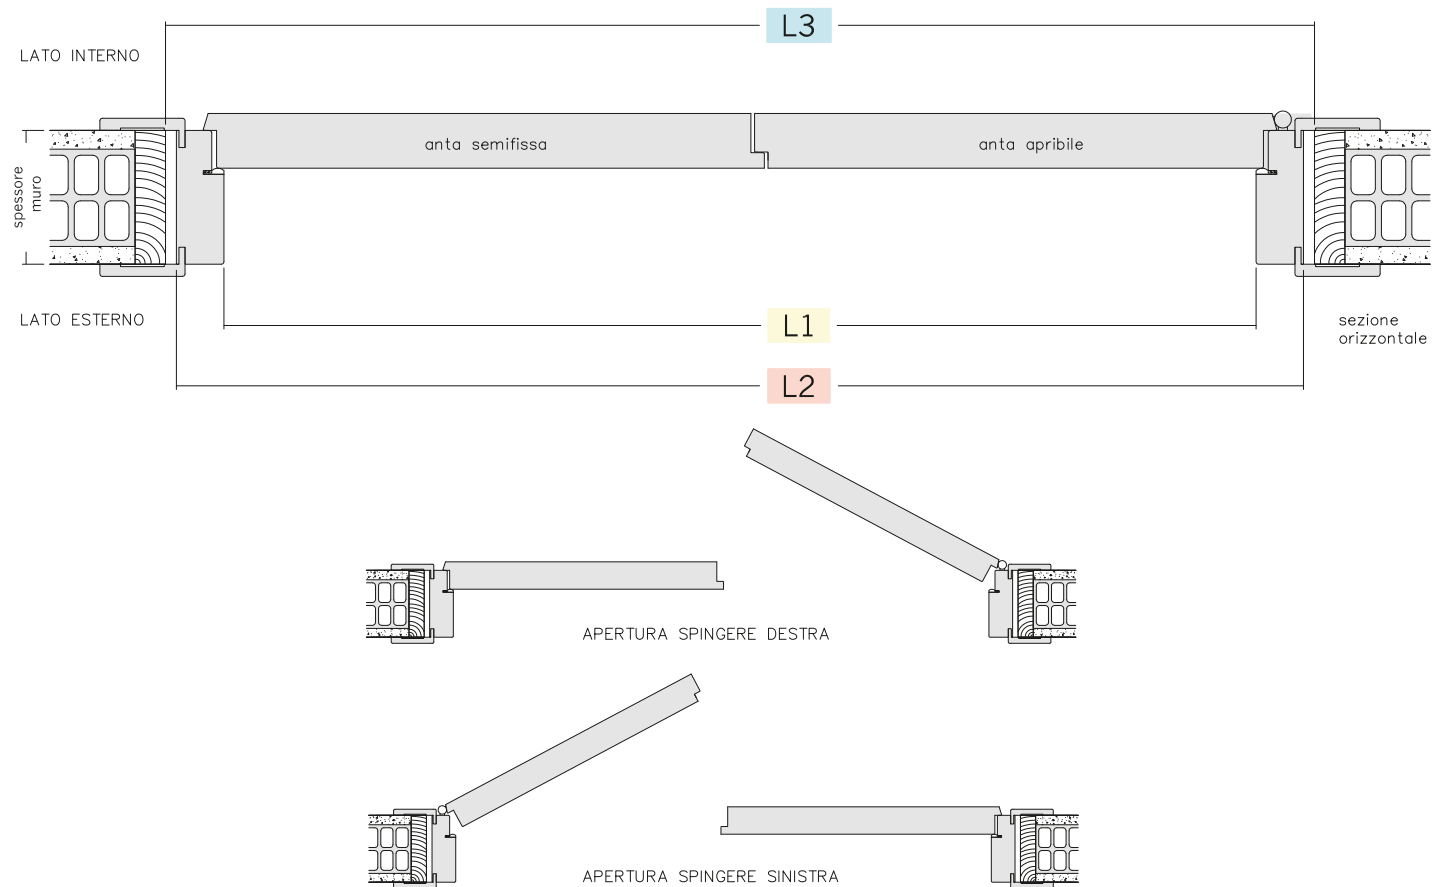 L3
LATO INTERNO
anta semifissa
anta apribile
spessore
muro
LATO ESTERNO
L1
sezione
orizzontale
L2
APERTURA SPINGERE DESTRA
APERTURA SPINGERE SINISTRA